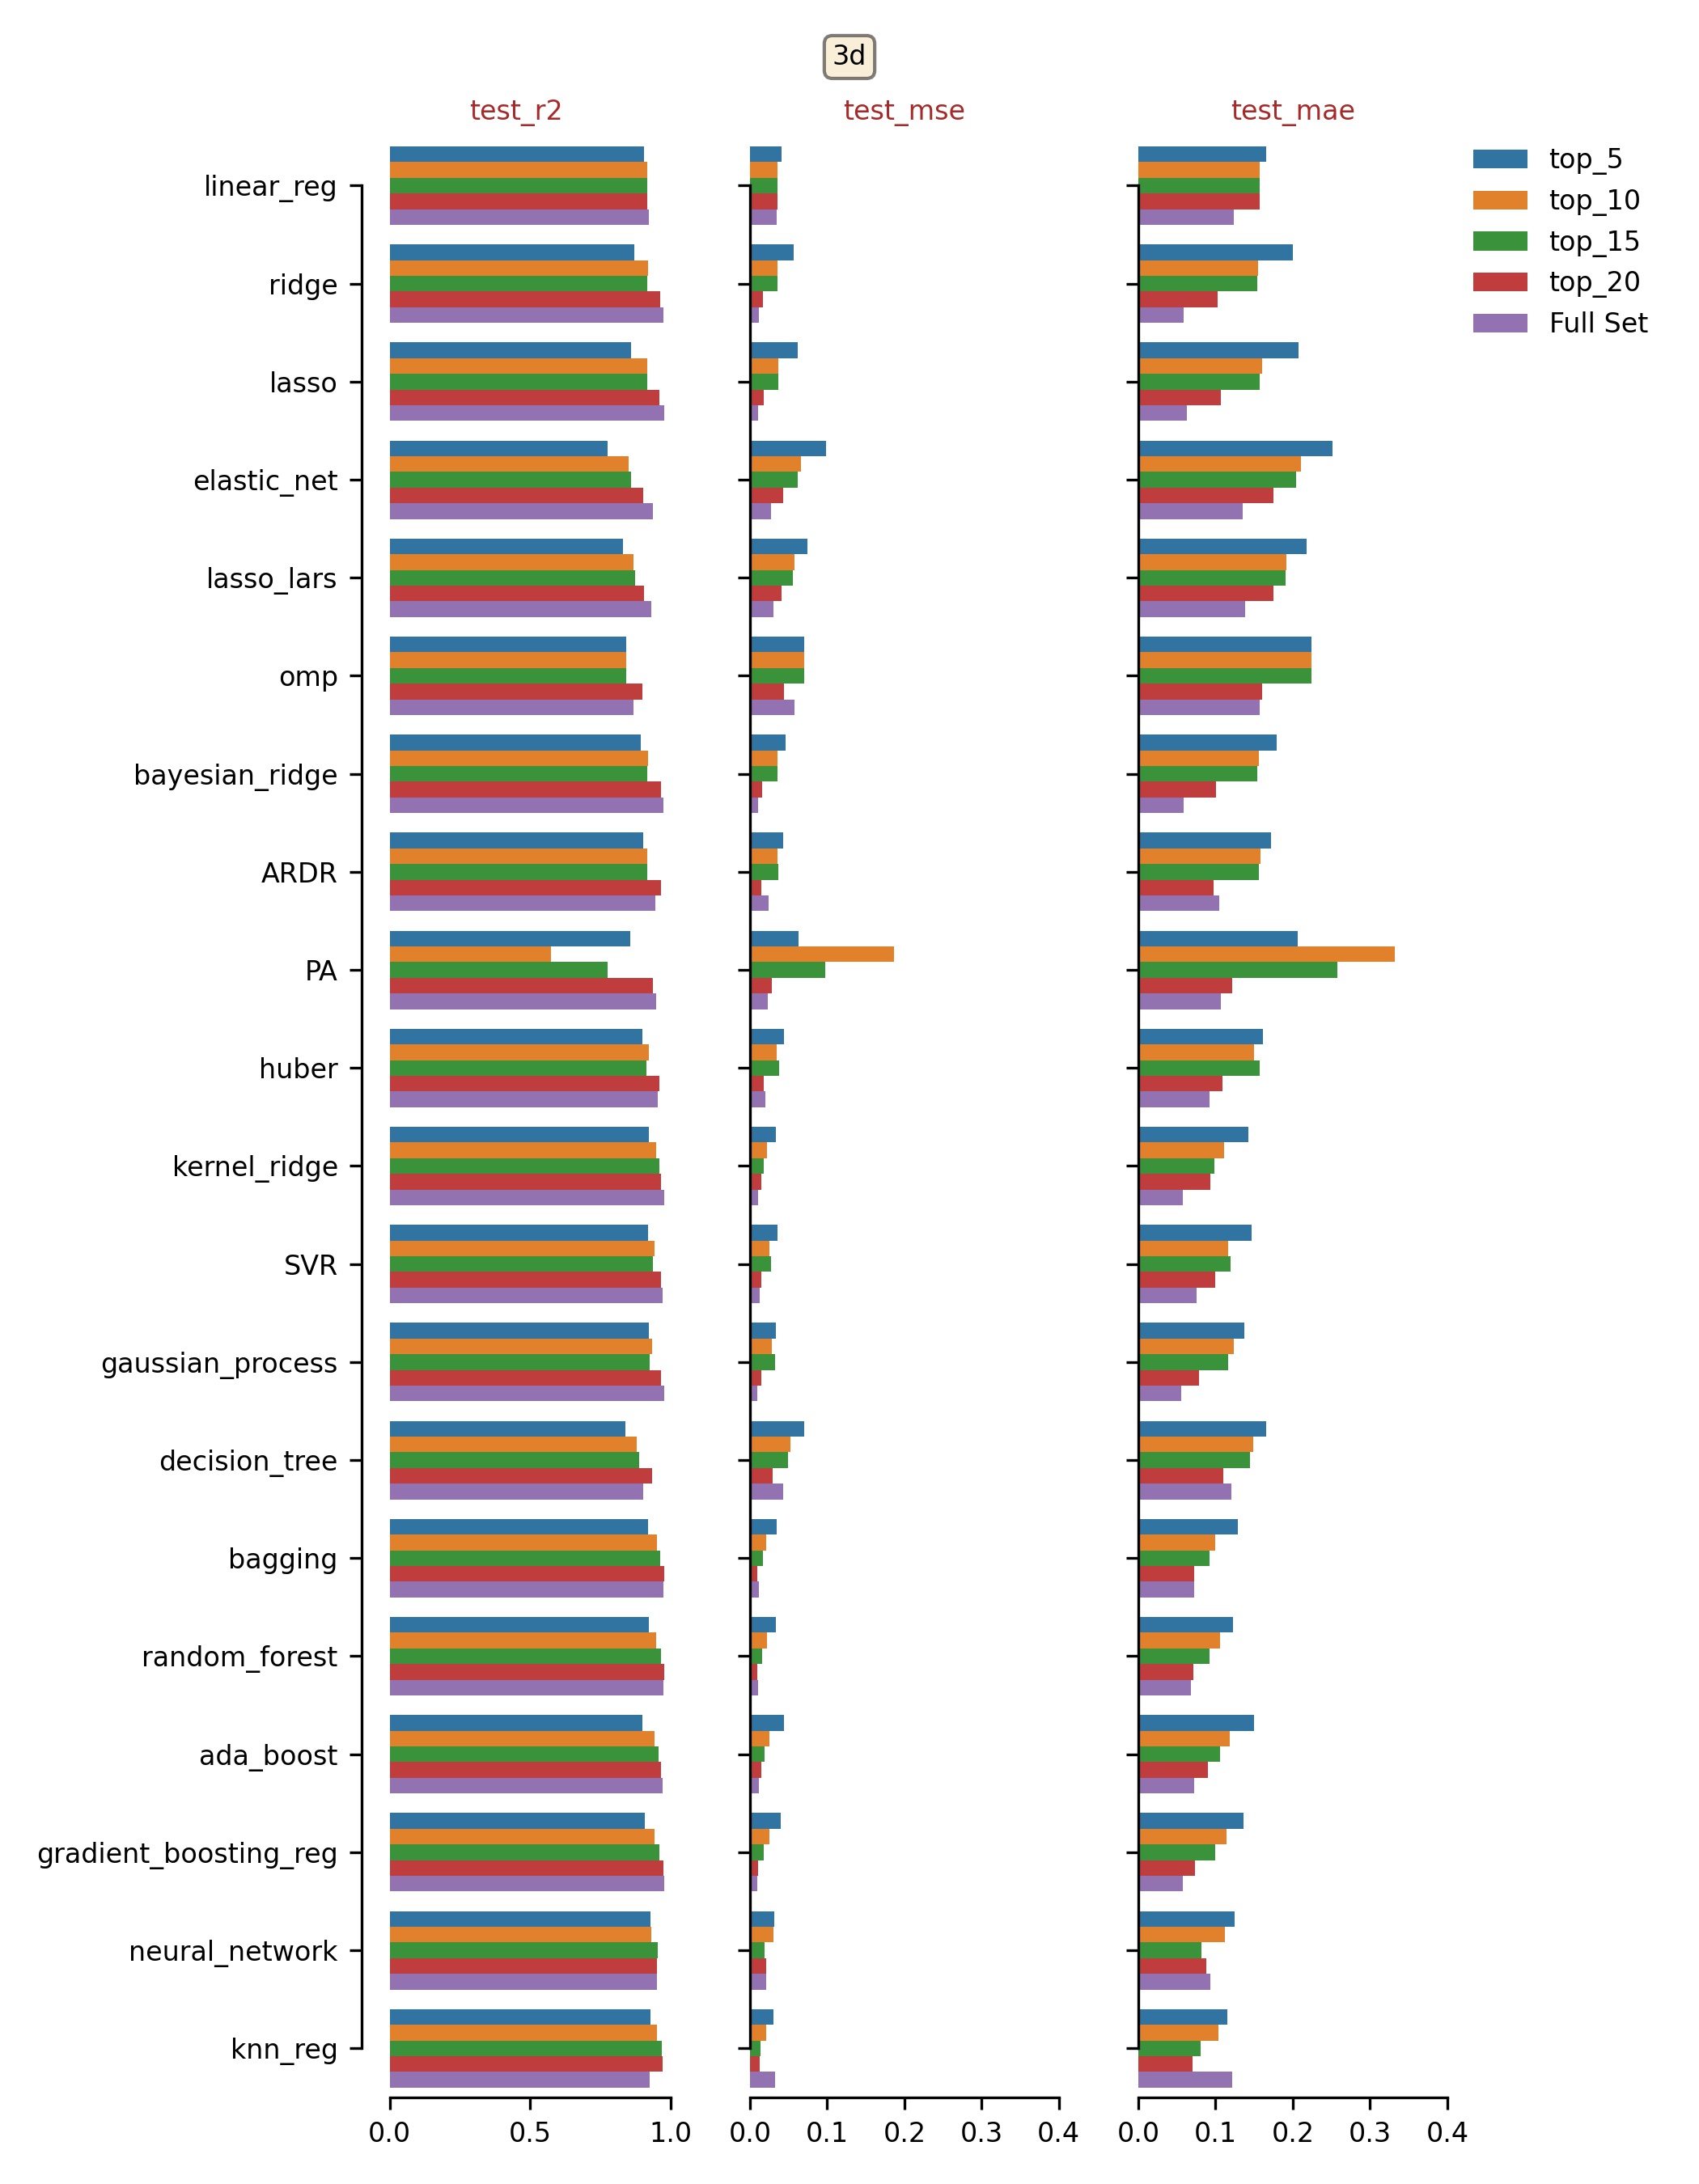 3d
test_r2 test_mse test_mae
top_5
top_10
top_15
top_20
Full Set
linear_reg
ridge
lasso
elastic_net
lasso_lars
omp
bayesian_ridge
ARDR
PA
huber
kernel_ridge
SVR
gaussian_process
decision_tree
bagging
random_forest
ada_boost
gradient_boosting_reg
neural_network
knn_reg
0.0 0.5 1.0 0.0 0.1 0.2 0.3 0.4 0.0 0.1 0.2 0.3 0.4